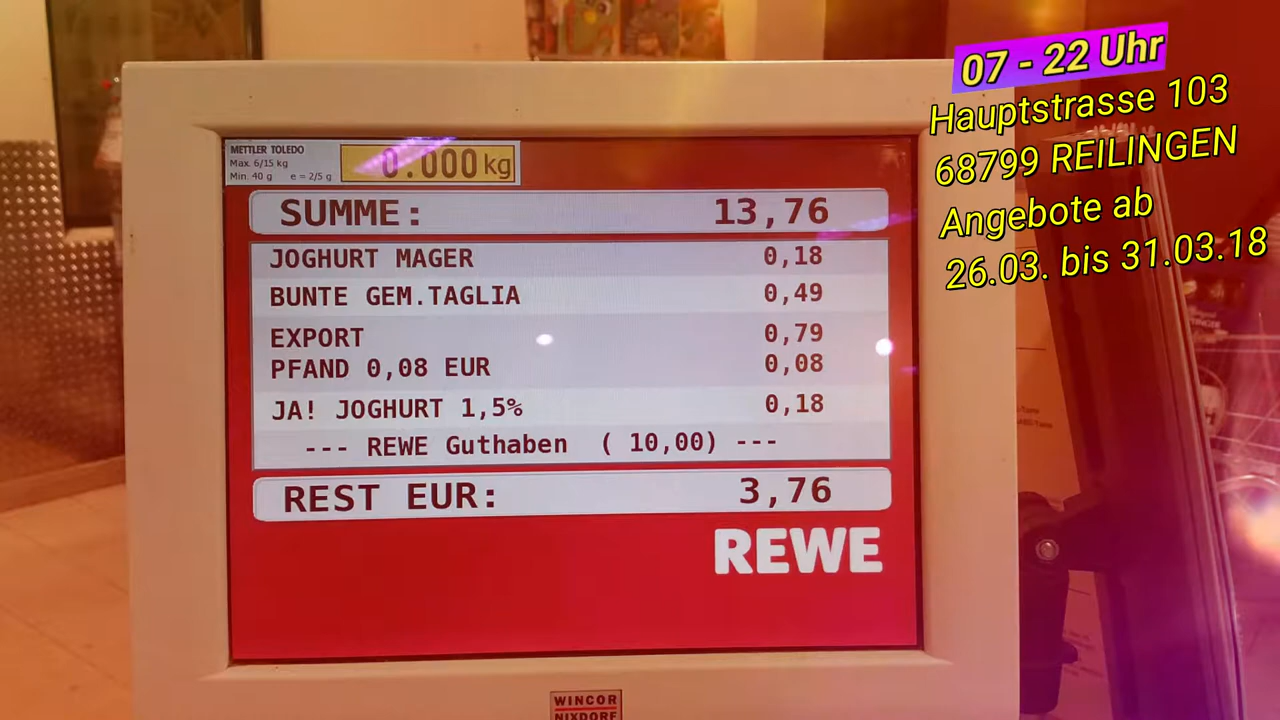 07 - 22 Uhr
Hauptstrasse 103
68799 REILINGEN
Angebote ab
26.03. bis 31.03.18
METTLER TOLEDO
Max. 6/15 kg
Min. 40 g e = 2/5 g
0.000 kg
SUMME: 13,76
JOGHURT MAGER 0,18
BUNTE GEM.TAGLIA 0,49
EXPORT 0,79
PFAND 0,08 EUR 0,08
JA! JOGHURT 1,5% 0,18
--- REWE Guthaben ( 10,00) ---
REST EUR: 3,76
REWE
WINCOR
NIXDORF